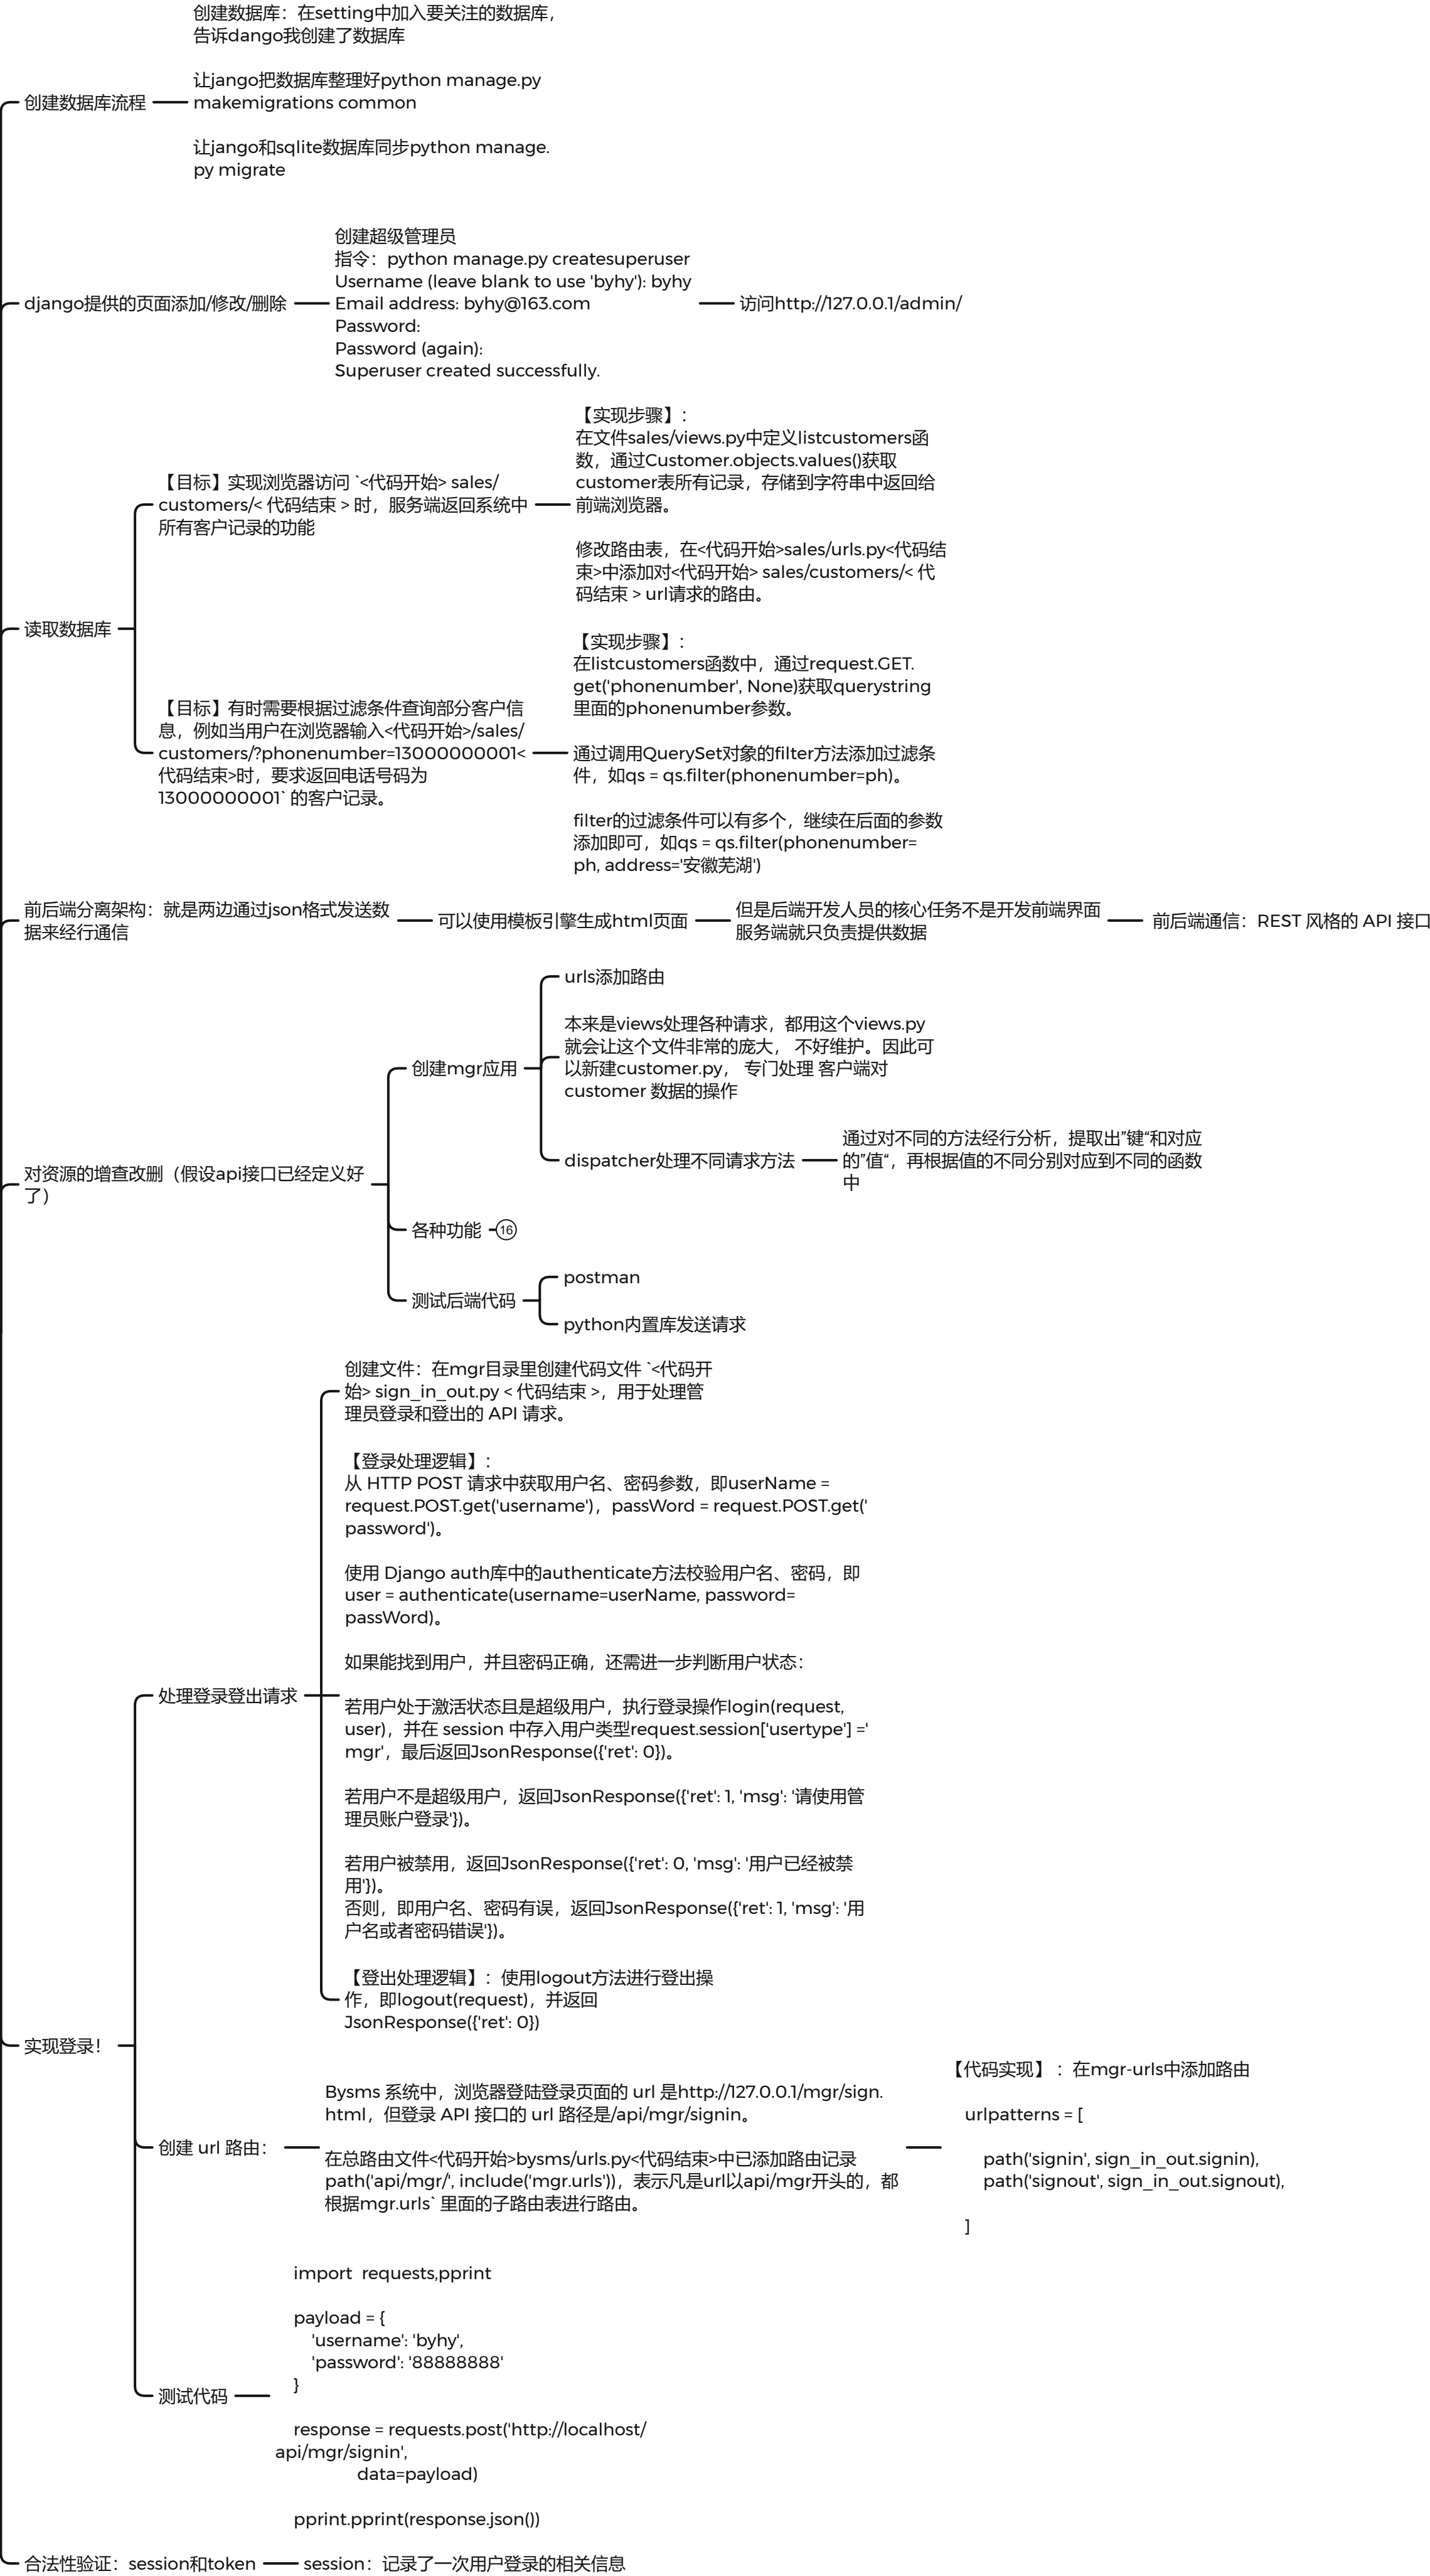 创建数据库流程
创建数据库：在setting中加入要关注的数据库，
告诉dango我创建了数据库
让jango把数据库整理好python manage.py
makemigrations common
让jango和sqlite数据库同步python manage.
py migrate
django提供的页面添加/修改/删除
创建超级管理员
指令：python manage.py createsuperuser
Username (leave blank to use 'byhy'): byhy
Email address: byhy@163.com
Password:
Password (again):
Superuser created successfully.
访问http://127.0.0.1/admin/
读取数据库
【目标】实现浏览器访问 `<代码开始> sales/
customers/< 代码结束 > 时，服务端返回系统中
所有客户记录的功能
【实现步骤】：
在文件sales/views.py中定义listcustomers函
数，通过Customer.objects.values()获取
customer表所有记录，存储到字符串中返回给
前端浏览器。
修改路由表，在<代码开始>sales/urls.py<代码结
束>中添加对<代码开始> sales/customers/< 代
码结束 > url请求的路由。
【目标】有时需要根据过滤条件查询部分客户信
息，例如当用户在浏览器输入<代码开始>/sales/
customers/?phonenumber=13000000001<
代码结束>时，要求返回电话号码为
13000000001` 的客户记录。
【实现步骤】：
在listcustomers函数中，通过request.GET.
get('phonenumber', None)获取querystring
里面的phonenumber参数。
通过调用QuerySet对象的filter方法添加过滤条
件，如qs = qs.filter(phonenumber=ph)。
filter的过滤条件可以有多个，继续在后面的参数
添加即可，如qs = qs.filter(phonenumber=
ph, address='安徽芜湖')
前后端分离架构：就是两边通过json格式发送数
据来经行通信
可以使用模板引擎生成html页面
但是后端开发人员的核心任务不是开发前端界面
服务端就只负责提供数据
前后端通信：REST 风格的 API 接口
对资源的增查改删（假设api接口已经定义好
了）
创建mgr应用
urls添加路由
本来是views处理各种请求，都用这个views.py
就会让这个文件非常的庞大， 不好维护。因此可
以新建customer.py， 专门处理 客户端对
customer 数据的操作
dispatcher处理不同请求方法
通过对不同的方法经行分析，提取出”键“和对应
的”值“，再根据值的不同分别对应到不同的函数
中
各种功能
16
测试后端代码
postman
python内置库发送请求
实现登录！
处理登录登出请求
创建文件：在mgr目录里创建代码文件 `<代码开
始> sign_in_out.py < 代码结束 >，用于处理管
理员登录和登出的 API 请求。
【登录处理逻辑】：
从 HTTP POST 请求中获取用户名、密码参数，即userName =
request.POST.get('username')，passWord = request.POST.get('
password')。
使用 Django auth库中的authenticate方法校验用户名、密码，即
user = authenticate(username=userName, password=
passWord)。
如果能找到用户，并且密码正确，还需进一步判断用户状态：
若用户处于激活状态且是超级用户，执行登录操作login(request,
user)，并在 session 中存入用户类型request.session['usertype'] ='
mgr'，最后返回JsonResponse({'ret': 0})。
若用户不是超级用户，返回JsonResponse({'ret': 1, 'msg': '请使用管
理员账户登录'})。
若用户被禁用，返回JsonResponse({'ret': 0, 'msg': '用户已经被禁
用'})。
否则，即用户名、密码有误，返回JsonResponse({'ret': 1, 'msg': '用
户名或者密码错误'})。
【登出处理逻辑】：使用logout方法进行登出操
作，即logout(request)，并返回
JsonResponse({'ret': 0})
创建 url 路由：
Bysms 系统中，浏览器登陆登录页面的 url 是http://127.0.0.1/mgr/sign.
html，但登录 API 接口的 url 路径是/api/mgr/signin。
在总路由文件<代码开始>bysms/urls.py<代码结束>中已添加路由记录
path('api/mgr/', include('mgr.urls'))，表示凡是url以api/mgr开头的，都
根据mgr.urls` 里面的子路由表进行路由。
【代码实现】 ：在mgr-urls中添加路由
urlpatterns = [
path('signin', sign_in_out.signin),
path('signout', sign_in_out.signout),
]
测试代码
import  requests,pprint
payload = {
'username': 'byhy',
'password': '88888888'
}
response = requests.post('http://localhost/
api/mgr/signin',
data=payload)
pprint.pprint(response.json())
合法性验证：session和token
session：记录了一次用户登录的相关信息